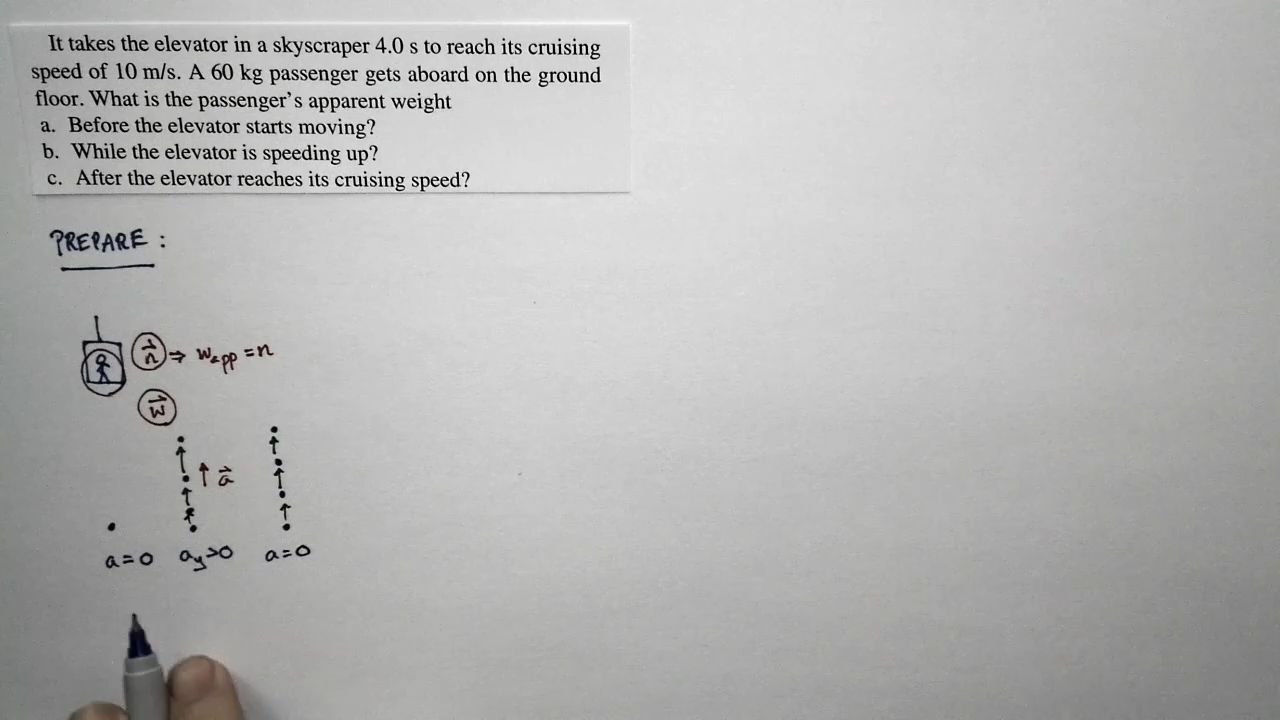 It takes the elevator in a skyscraper 4.0 s to reach its cruising
speed of 10 m/s. A 60 kg passenger gets aboard on the ground
floor. What is the passenger's apparent weight
a. Before the elevator starts moving?
b. While the elevator is speeding up?
c. After the elevator reaches its cruising speed?
PREPARE :
n⃗ ⇒ w_app = n
w⃗
↑ a⃗
a=0 a_y>0 a=0